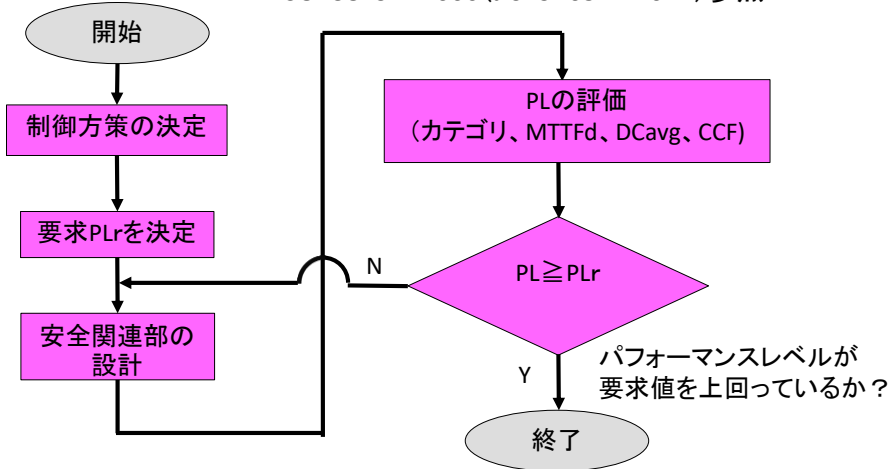 開始
制御方策の決定
要求PLrを決定
安全関連部の
設計
PLの評価
(カテゴリ、MTTFd、DCavg、CCF)
PL≧PLr
N
Y
パフォーマンスレベルが
要求値を上回っているか？
終了